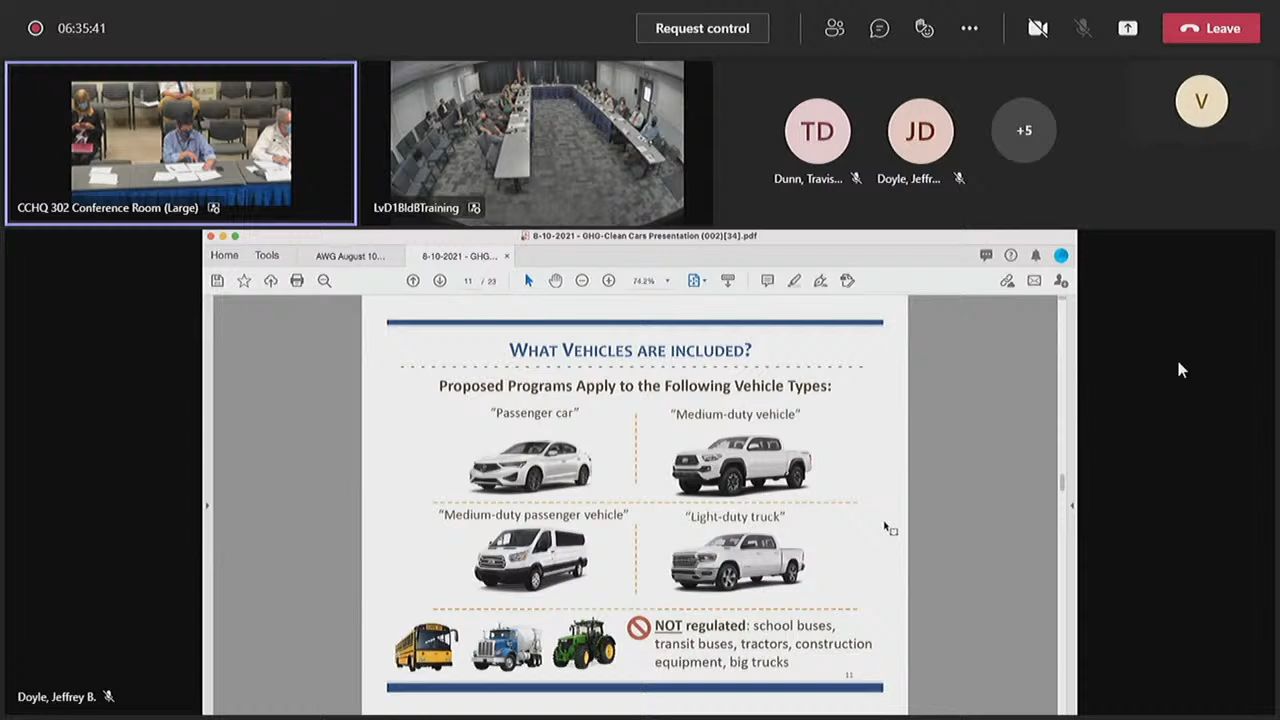 06:35:41
Request control
Leave
CCHQ 302 Conference Room (Large)
LvD1BldBTraining
TD
JD
+5
V
Dunn, Travis...
Doyle, Jeffr...
8-10-2021 - GHG-Clean Cars Presentation (002)[34].pdf
Home
Tools
AWG August 10...
8-10-2021 - GHG...
11 / 23
74.2%
WHAT VEHICLES ARE INCLUDED?
Proposed Programs Apply to the Following Vehicle Types:
"Passenger car"
"Medium-duty vehicle"
"Medium-duty passenger vehicle"
"Light-duty truck"
NOT regulated: school buses,
transit buses, tractors, construction
equipment, big trucks
11
Doyle, Jeffrey B.